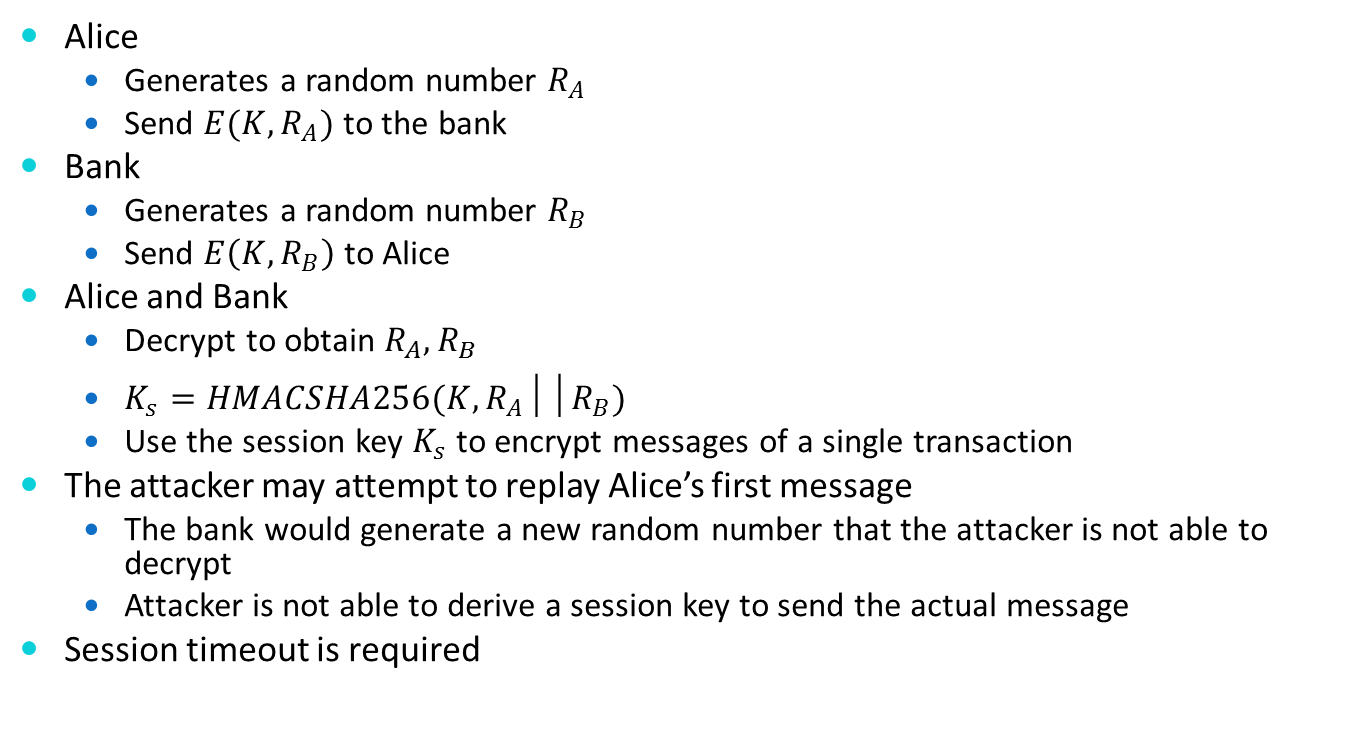 • Alice
• Generates a random number R_A
• Send E(K, R_A) to the bank
• Bank
• Generates a random number R_B
• Send E(K, R_B) to Alice
• Alice and Bank
• Decrypt to obtain R_A, R_B
• K_s = HMACSHA256(K, R_A||R_B)
• Use the session key K_s to encrypt messages of a single transaction
• The attacker may attempt to replay Alice’s first message
• The bank would generate a new random number that the attacker is not able to
decrypt
• Attacker is not able to derive a session key to send the actual message
• Session timeout is required